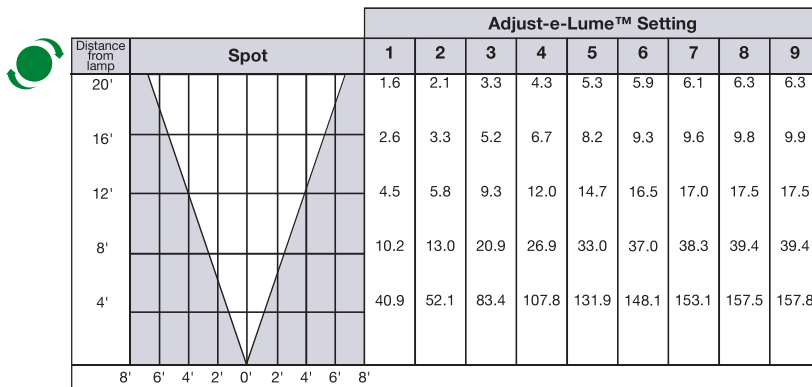 Adjust-e-Lume™ Setting
Distance from lamp Spot 1 2 3 4 5 6 7 8 9
20' 1.6 2.1 3.3 4.3 5.3 5.9 6.1 6.3 6.3
16' 2.6 3.3 5.2 6.7 8.2 9.3 9.6 9.8 9.9
12' 4.5 5.8 9.3 12.0 14.7 16.5 17.0 17.5 17.5
8' 10.2 13.0 20.9 26.9 33.0 37.0 38.3 39.4 39.4
4' 40.9 52.1 83.4 107.8 131.9 148.1 153.1 157.5 157.8
8' 6' 4' 2' 0' 2' 4' 6' 8'